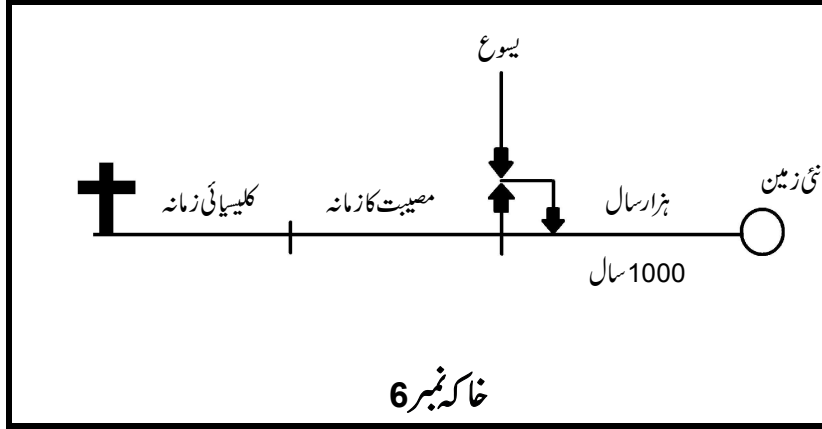 یسوع
نئی زمین
ہزار سال
مصیبت کا زمانہ
کلیسیائی زمانہ
1000 سال
خاکہ نمبر 6